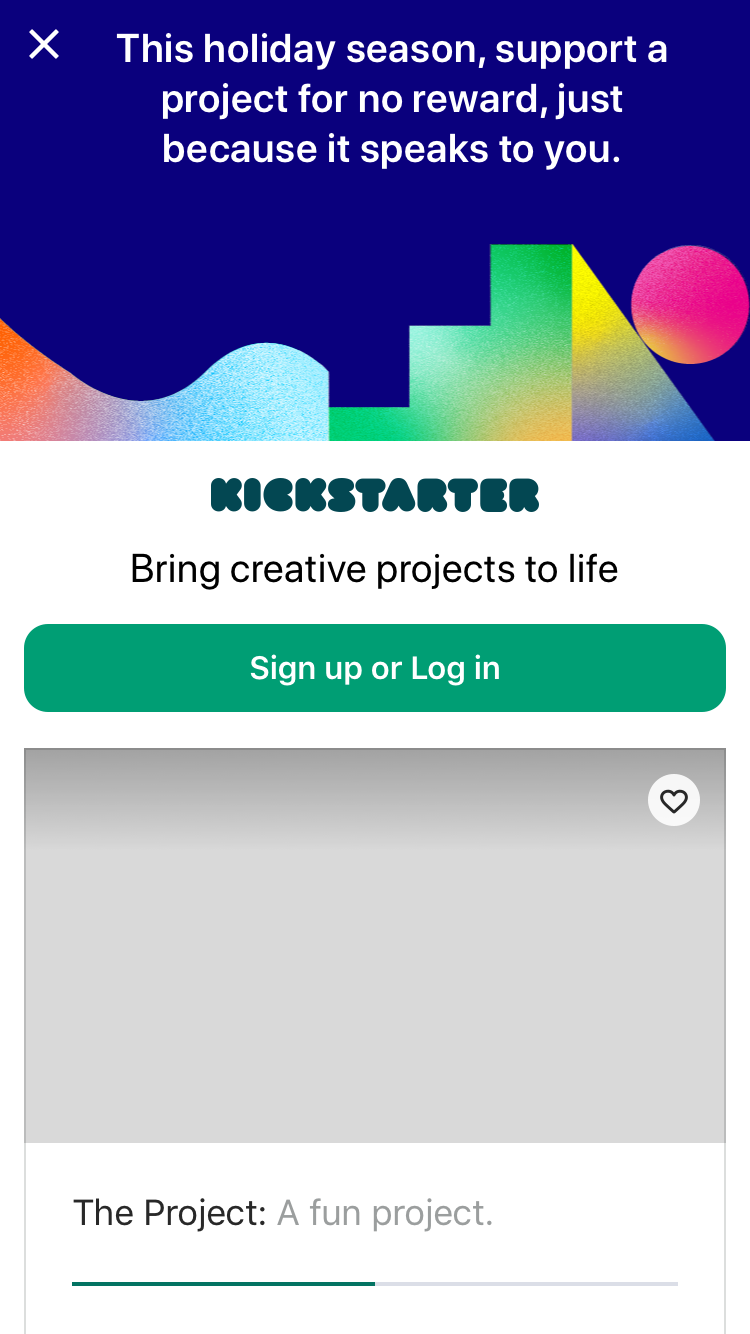 This holiday season, support a
project for no reward, just
because it speaks to you.
KICKSTARTER
Bring creative projects to life
Sign up or Log in
The Project: A fun project.